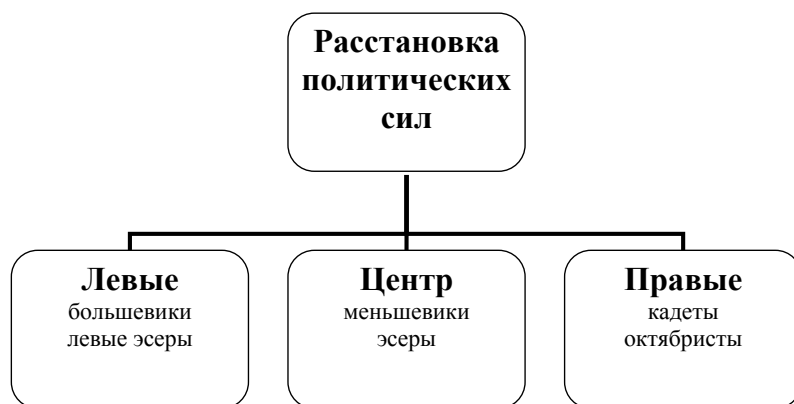 Расстановка
политических
сил
Левые
большевики
левые эсеры
Центр
меньшевики
эсеры
Правые
кадеты
октябристы